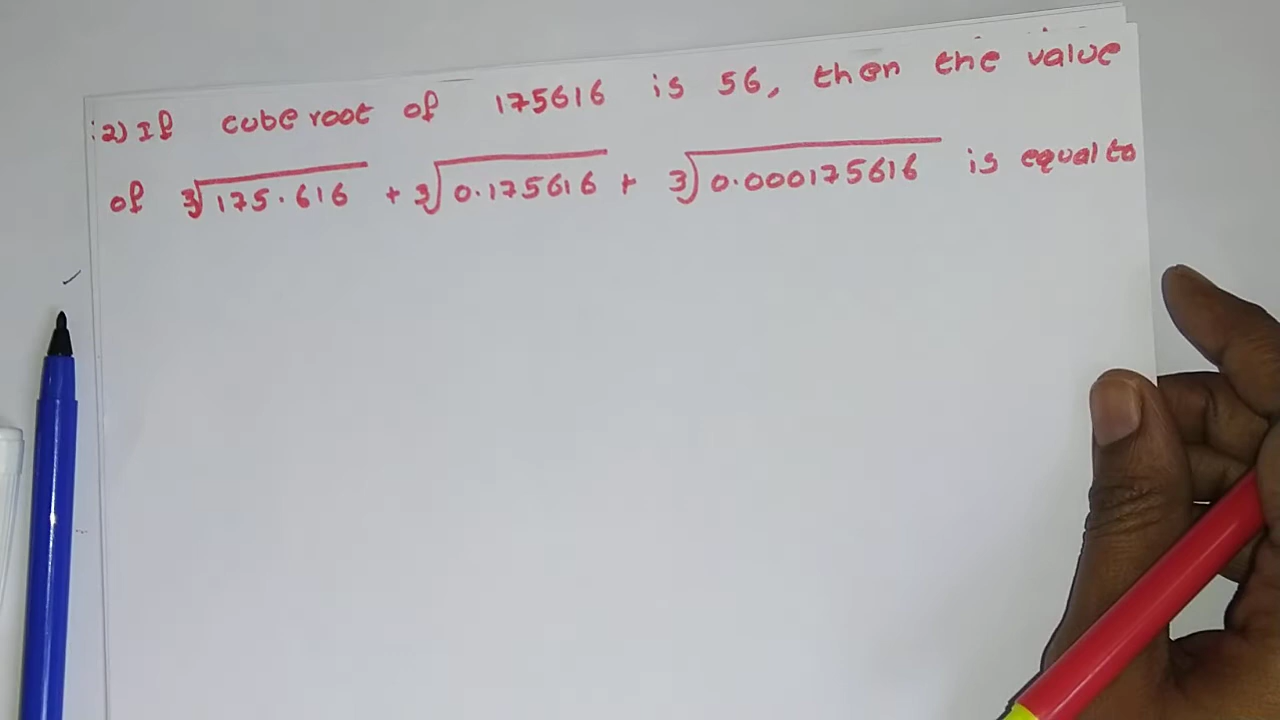 2) If cube root of 175616 is 56, then the value
of ∛175.616 + ∛0.175616 + ∛0.000175616 is equal to